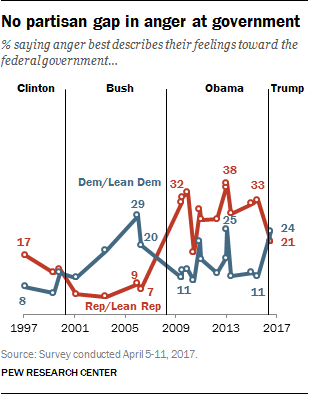 No partisan gap in anger at government
% saying anger best describes their feelings toward the
federal government...
Clinton Bush Obama Trump
Dem/Lean Dem
38
32
33
29
25
24
20
21
17
11
11
9
8
7
Rep/Lean Rep
1997 2001 2005 2009 2013 2017
Source: Survey conducted April 5-11, 2017.
PEW RESEARCH CENTER